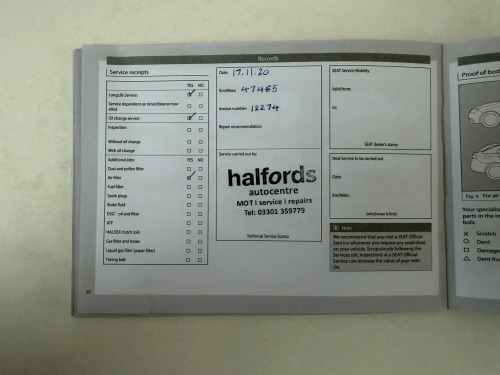 Records
Service receipts
YES NO
LongLife Service:
Service dependent on time/distance travelled:
Oil change service
Inspection:
Without oil change
With oil change
Additional jobs: YES NO
Dust and pollen filter
Air filter
Fuel filter
Spark plugs
Brake fluid
DSG - oil and filter
ATF
HALDEX (clutch (oil)
Gas filter and hoses
Liquid gas filter (paper filter)
Timing belt
22
Date: 17.11.20
Km/Miles: 47465
Invoice number: 12274
Repair recommendation:
Service carried out by:
halfords
autocentre
MOT I service I repairs
Tel: 03301 359779
Technical Service Stamp
SEAT Service Mobility
Valid from:
to:
SEAT dealer's stamp
Next Service to be carried out
Date:
Km/Miles:
(whichever is first)
i Note
We recommend that you visit a SEAT Official
Service whenever you require any work done
on your vehicle. Scrupulously following the
Services (oil, inspection) at a SEAT Official
Service can increase the value of your vehicle.
Proof of bod
Fig. 4 For all
Your specialise
parts in the in
bols:
X Scratch
O Dent
□ Damage
△ Dent fro